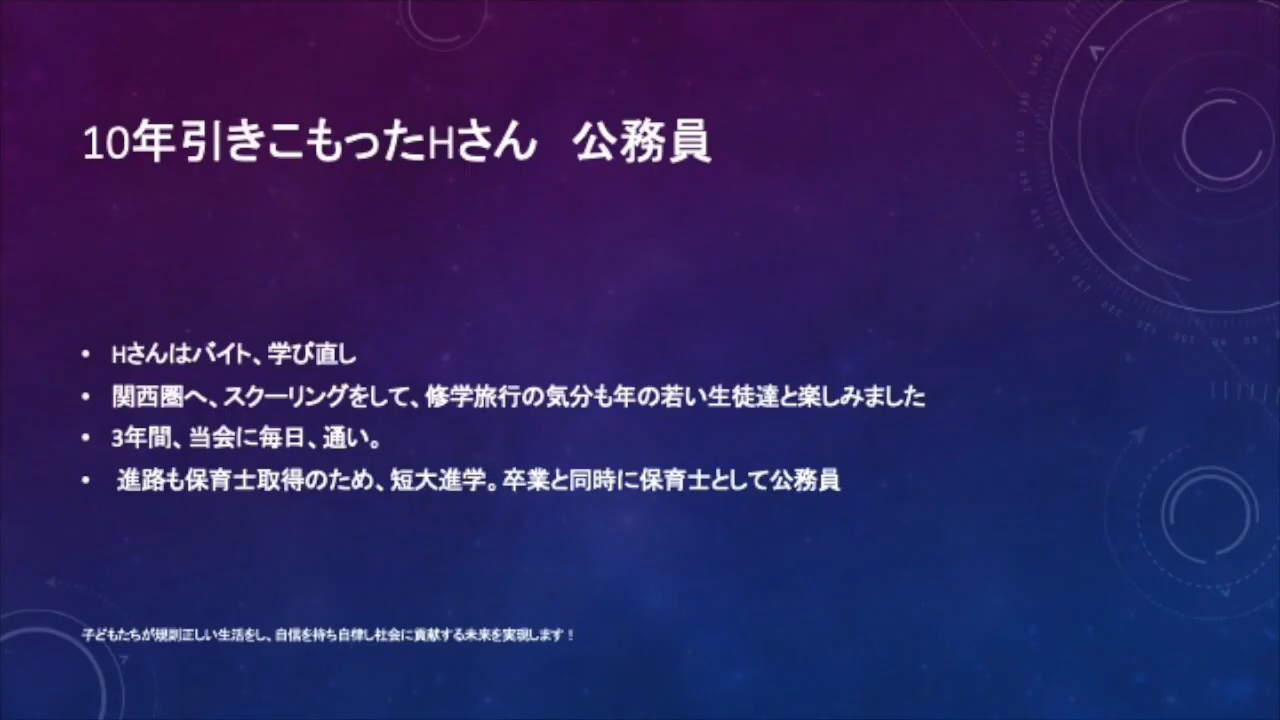 10年引きこもったHさん　公務員
• Hさんはバイト、学び直し
• 関西圏へ、スクーリングをして、修学旅行の気分も年の若い生徒達と楽しみました
• 3年間、当会に毎日、通い。
• 進路も保育士取得のため、短大進学。卒業と同時に保育士として公務員
子どもたちが規則正しい生活をし、自信を持ち自律し社会に貢献する未来を実現します！